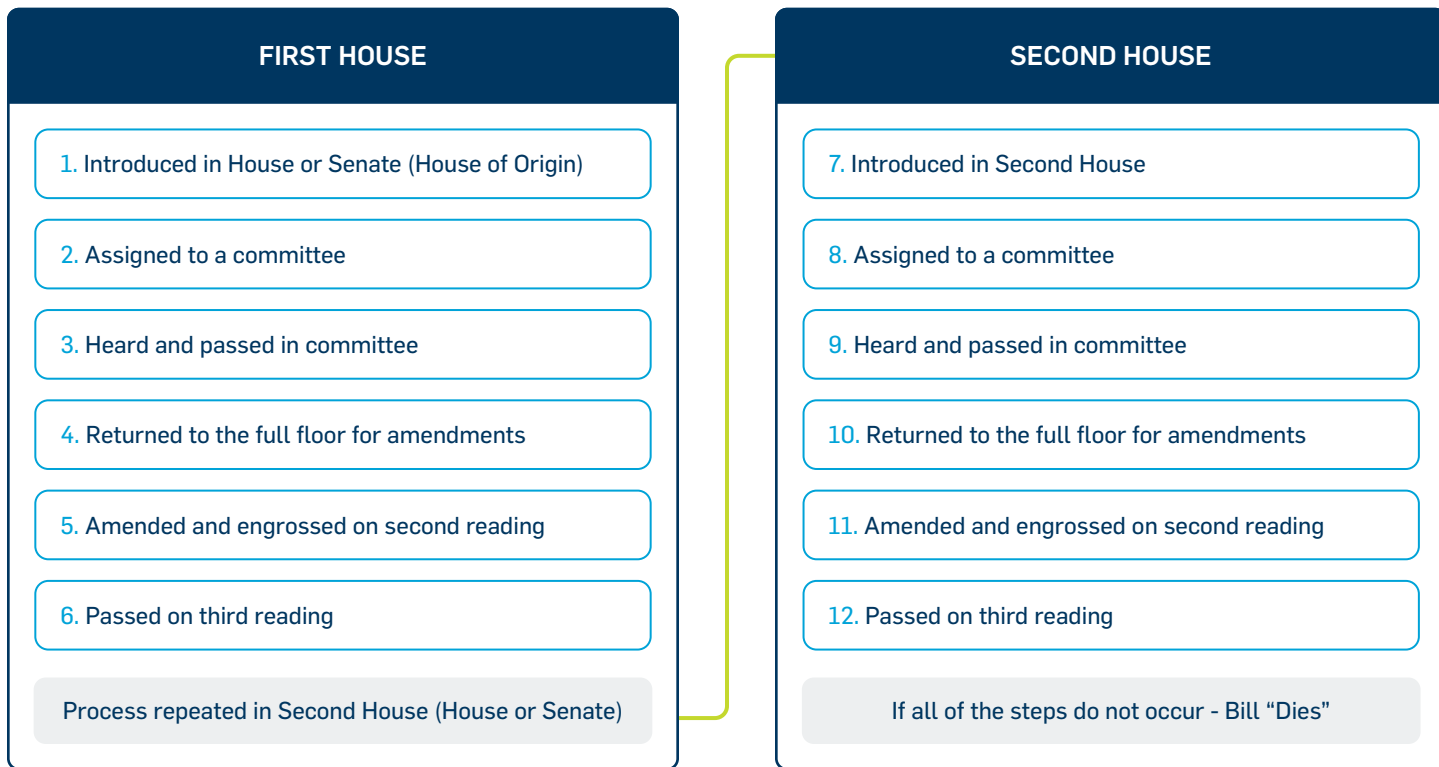 FIRST HOUSE
1. Introduced in House or Senate (House of Origin)
2. Assigned to a committee
3. Heard and passed in committee
4. Returned to the full floor for amendments
5. Amended and engrossed on second reading
6. Passed on third reading
Process repeated in Second House (House or Senate)
SECOND HOUSE
7. Introduced in Second House
8. Assigned to a committee
9. Heard and passed in committee
10. Returned to the full floor for amendments
11. Amended and engrossed on second reading
12. Passed on third reading
If all of the steps do not occur - Bill “Dies”